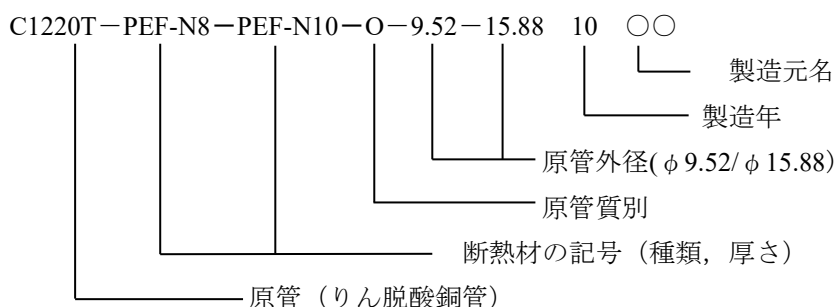 C1220T－PEF-N8－PEF-N10－O－9.52－15.88 10 ○○
製造元名
製造年
原管外径(φ9.52/φ15.88)
原管質別
断熱材の記号（種類，厚さ）
原管（りん脱酸銅管）